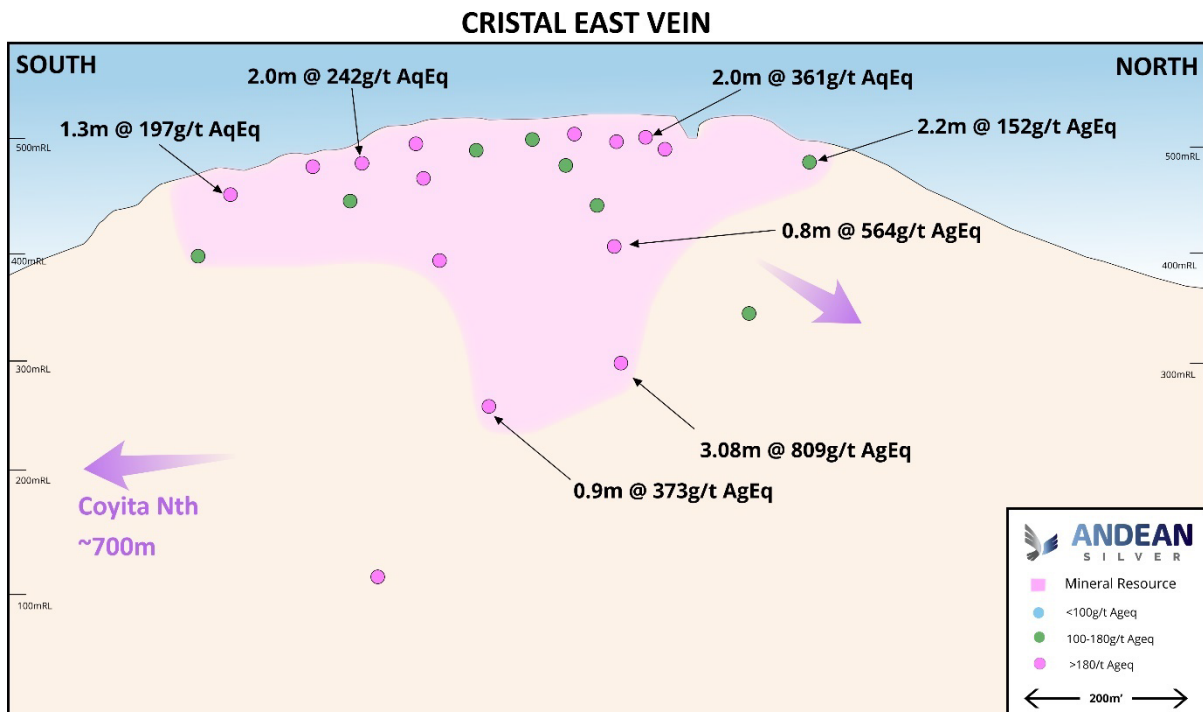 CRISTAL EAST VEIN
SOUTH
NORTH
2.0m @ 242g/t AqEq
2.0m @ 361g/t AqEq
1.3m @ 197g/t AqEq
2.2m @ 152g/t AgEq
500mRL
500mRL
0.8m @ 564g/t AgEq
400mRL
400mRL
300mRL
300mRL
3.08m @ 809g/t AgEq
0.9m @ 373g/t AgEq
200mRL
Coyita Nth
~700m
100mRL
ANDEAN
SILVER
Mineral Resource
<100g/t Ageq
100-180g/t Ageq
>180/t Ageq
200m'